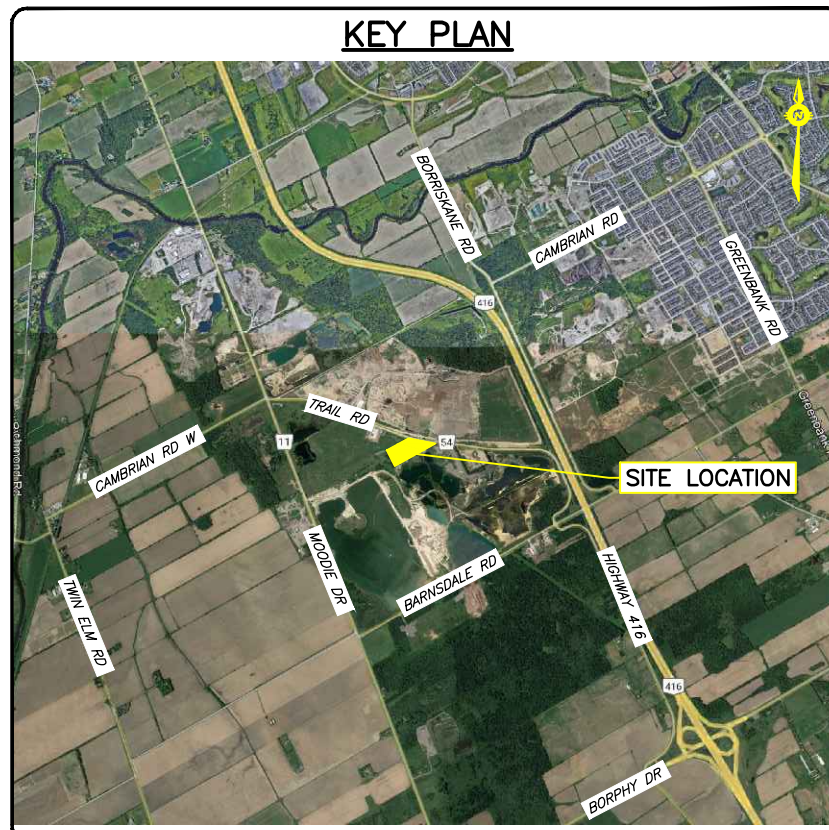 KEY PLAN
N
BORRISKANE RD
CAMBRIAN RD
GREENBANK RD
416
TRAIL RD
Greenbank
11
54
CAMBRIAN RD W
SITE LOCATION
MOODIE DR
BARNSDALE RD
HIGHWAY 416
TWIN ELM RD
416
BORPHY DR